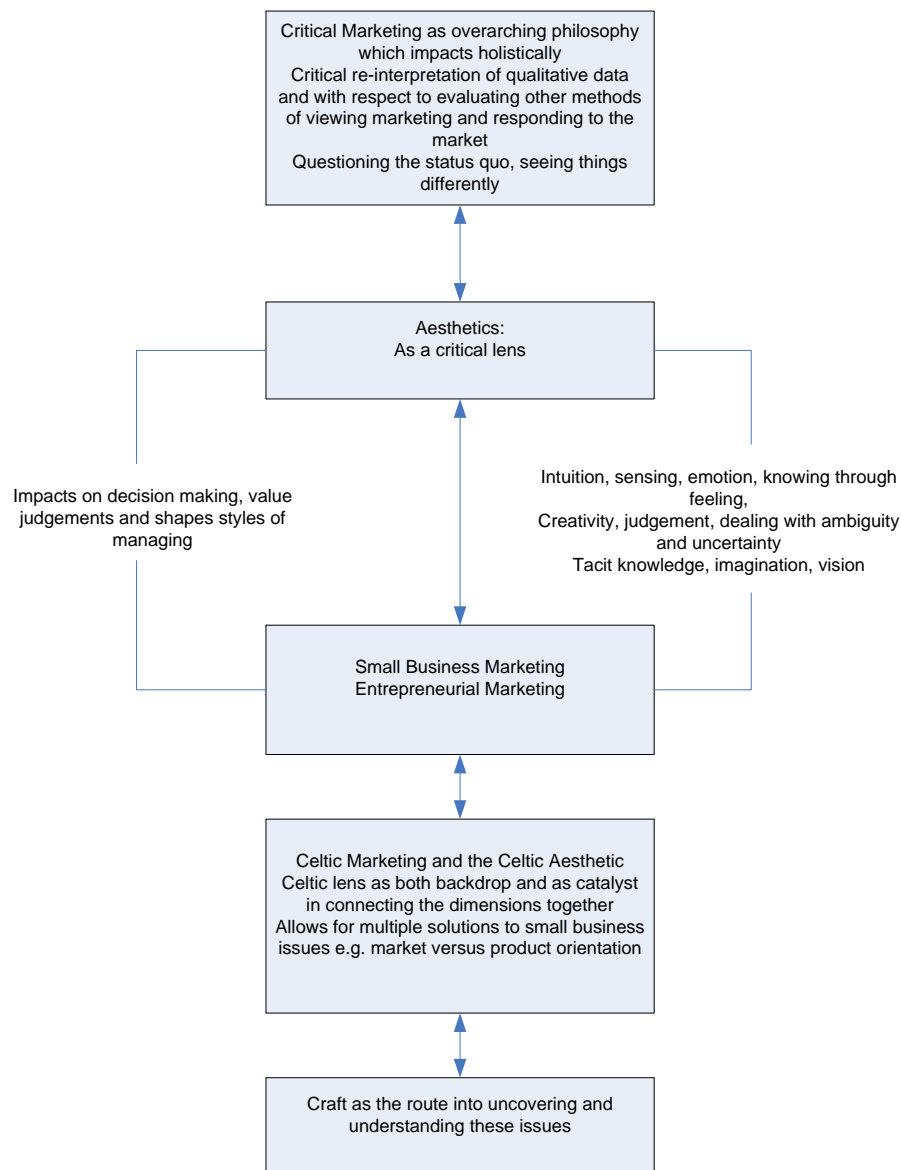 Critical Marketing as overarching philosophy
which impacts holistically
Critical re-interpretation of qualitative data
and with respect to evaluating other methods
of viewing marketing and responding to the
market
Questioning the status quo, seeing things
differently
Aesthetics:
As a critical lens
Impacts on decision making, value
judgements and shapes styles of
managing
Intuition, sensing, emotion, knowing through
feeling,
Creativity, judgement, dealing with ambiguity
and uncertainty
Tacit knowledge, imagination, vision
Small Business Marketing
Entrepreneurial Marketing
Celtic Marketing and the Celtic Aesthetic
Celtic lens as both backdrop and as catalyst
in connecting the dimensions together
Allows for multiple solutions to small business
issues e.g. market versus product orientation
Craft as the route into uncovering and
understanding these issues